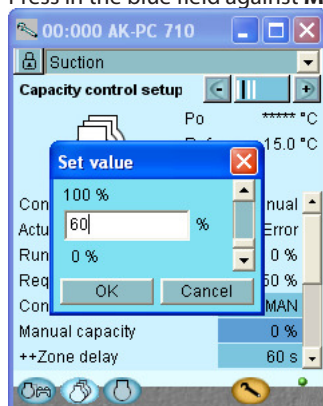 Press in the blue field against M
00:000 AK-PC 710
Suction
Capacity control setup
Po ***** °C
15.0 °C
Set value
100 %
60 %
0 %
OK Cancel
Con nual
Actu Error
Run 0 %
Req 50 %
Con MAN
Manual capacity 0 %
++Zone delay 60 s